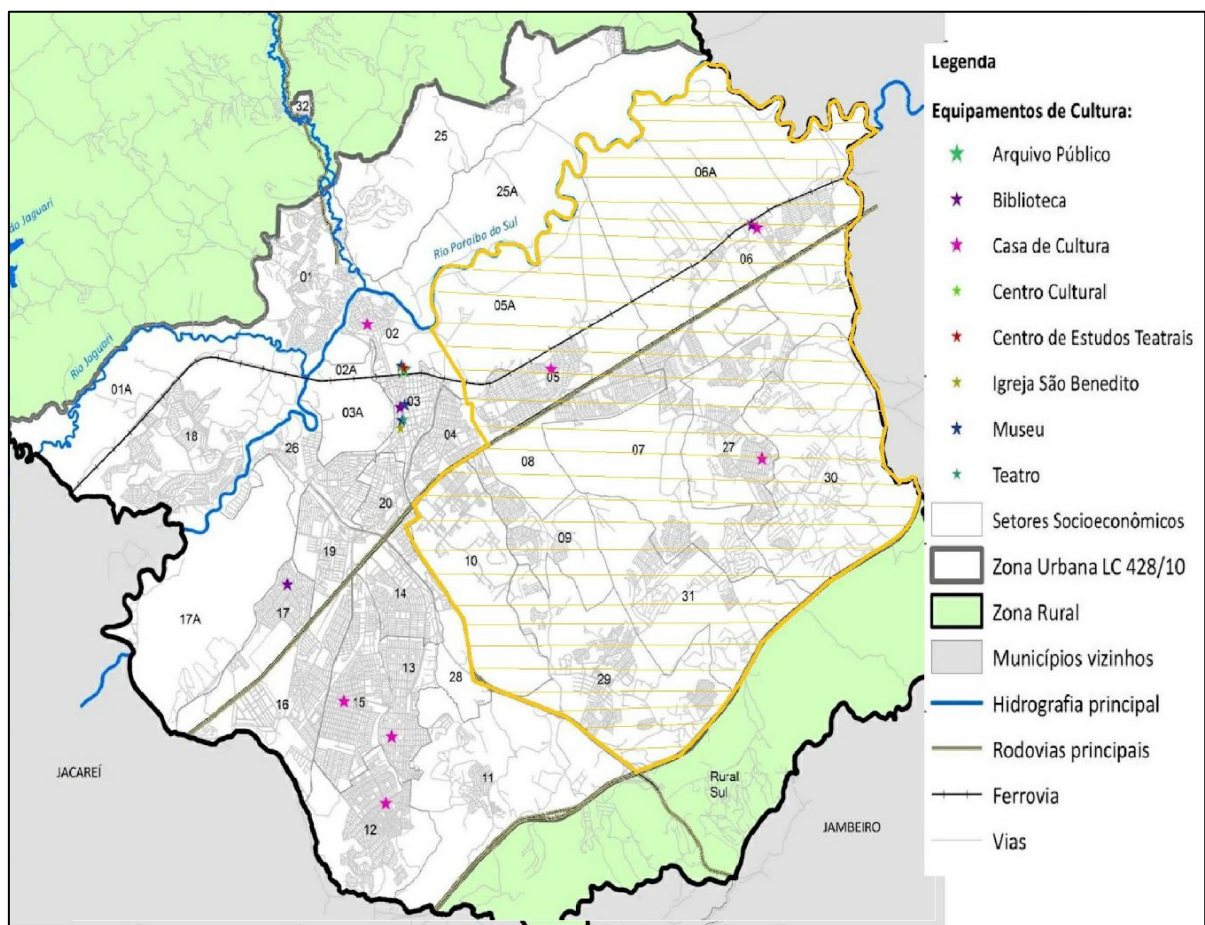 32
25
25A
06A
do Jaguari
Rio Paraíba do Sul
06
01
05A
02
Rio Jaguari
02A
05
01A
03A
03
04
18
26
08
07
27
30
20
19
10
09
14
17
17A
31
13
28
29
16
15
11
12
JACAREÍ
Rural
Sul
JAMBEIRO
Legenda
Equipamentos de Cultura:
Arquivo Público
Biblioteca
Casa de Cultura
Centro Cultural
Centro de Estudos Teatrais
Igreja São Benedito
Museu
Teatro
Setores Socioeconômicos
Zona Urbana LC 428/10
Zona Rural
Municípios vizinhos
Hidrografia principal
Rodovias principais
Ferrovia
Vias